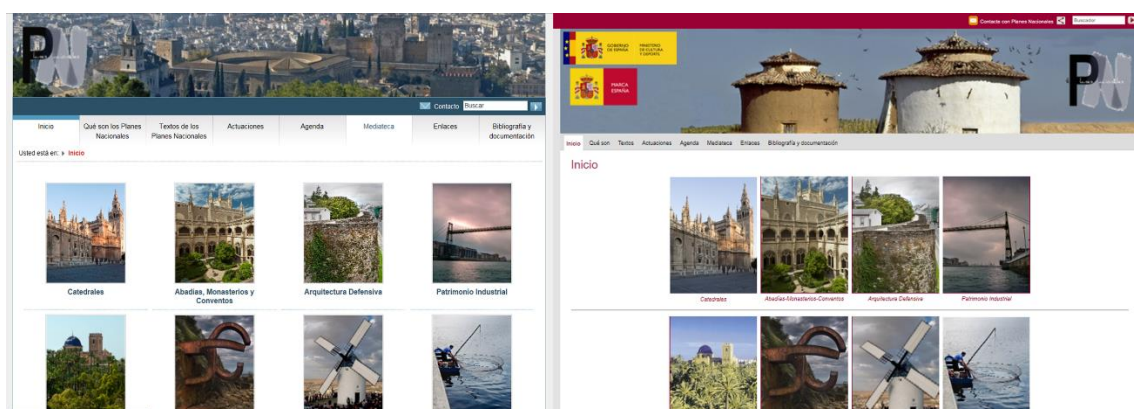 PN
Contacto
Buscar
Inicio
Qué son los Planes
Nacionales
Textos de los
Planes Nacionales
Actuaciones
Agenda
Mediateca
Enlaces
Bibliografía y
documentación
Usted está en: Inicio
Catedrales
Abadías, Monasterios y
Conventos
Arquitectura Defensiva
Patrimonio Industrial
Contacte con Planes Nacionales
GOBIERNO
DE ESPAÑA
MINISTERIO
DE CULTURA
Y DEPORTE
MARCA
ESPAÑA
PN
Inicio Qué son Textos Actuaciones Agenda Mediateca Enlaces Bibliografía y documentación
Inicio
Catedrales
Abadías-Monasterios-Conventos
Arquitectura Defensiva
Patrimonio Industrial